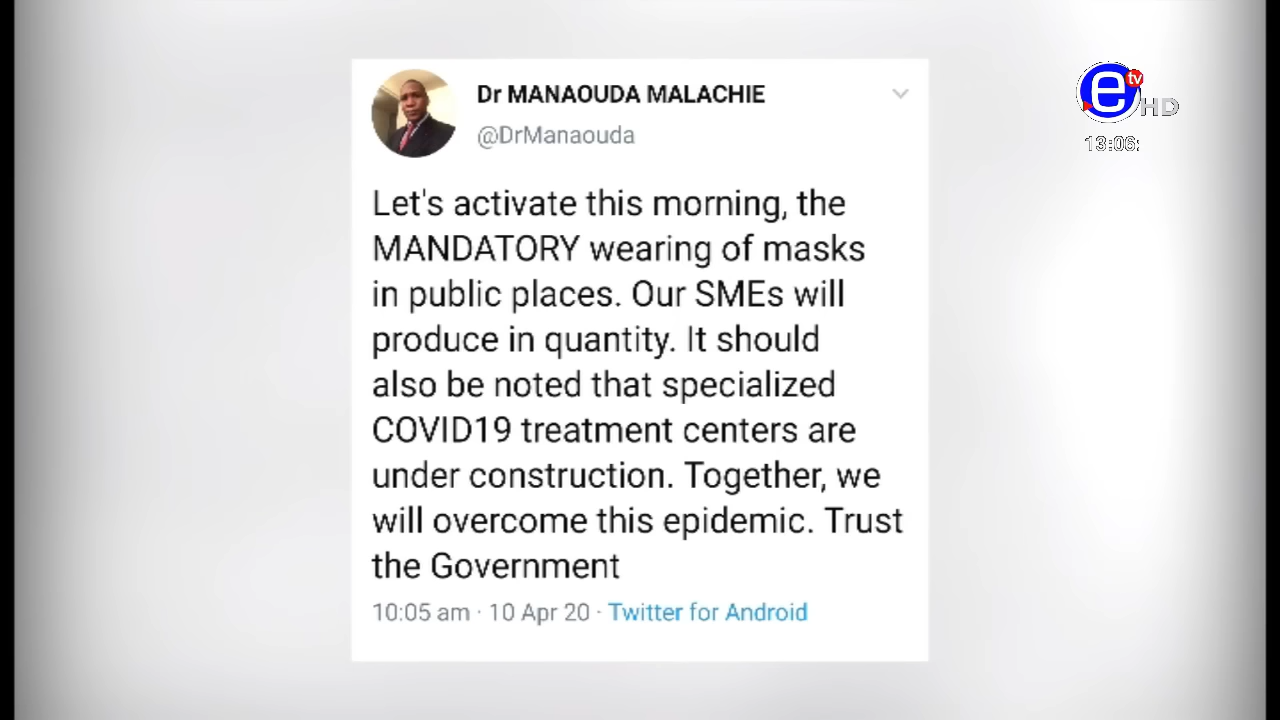 Dr MANAOUDA MALACHIE
@DrManaouda
Let's activate this morning, the
MANDATORY wearing of masks
in public places. Our SMEs will
produce in quantity. It should
also be noted that specialized
COVID19 treatment centers are
under construction. Together, we
will overcome this epidemic. Trust
the Government
10:05 am · 10 Apr 20 · Twitter for Android
e tv HD
13:06: